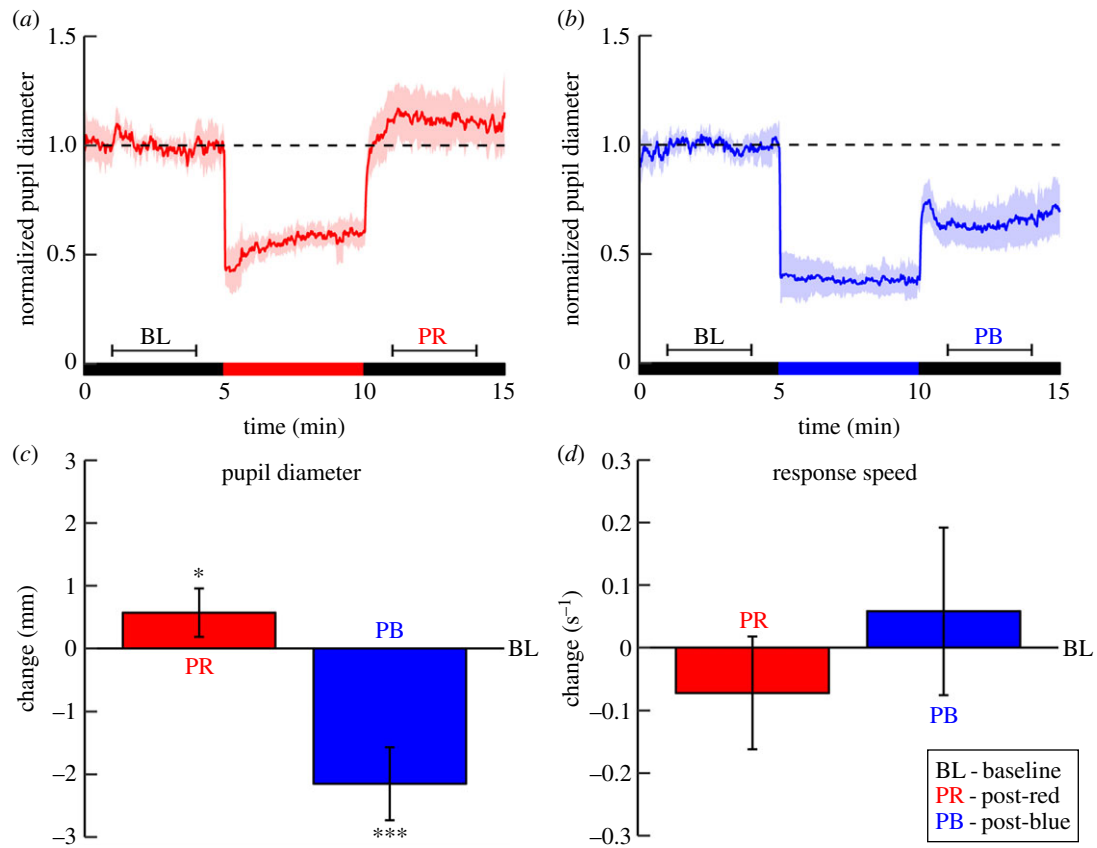 (a)
1.5
1.0
0.5
0
normalized pupil diameter
BL
PR
0 5 10 15
time (min)
(b)
1.5
1.0
0.5
0
normalized pupil diameter
BL
PB
0 5 10 15
time (min)
(c)
pupil diameter
3
2
1
0
–1
–2
–3
change (mm)
*
PR
PB
***
BL
(d)
response speed
0.3
0.2
0.1
0
–0.1
–0.2
–0.3
change (s⁻¹)
PR
PB
BL
BL - baseline
PR - post-red
PB - post-blue